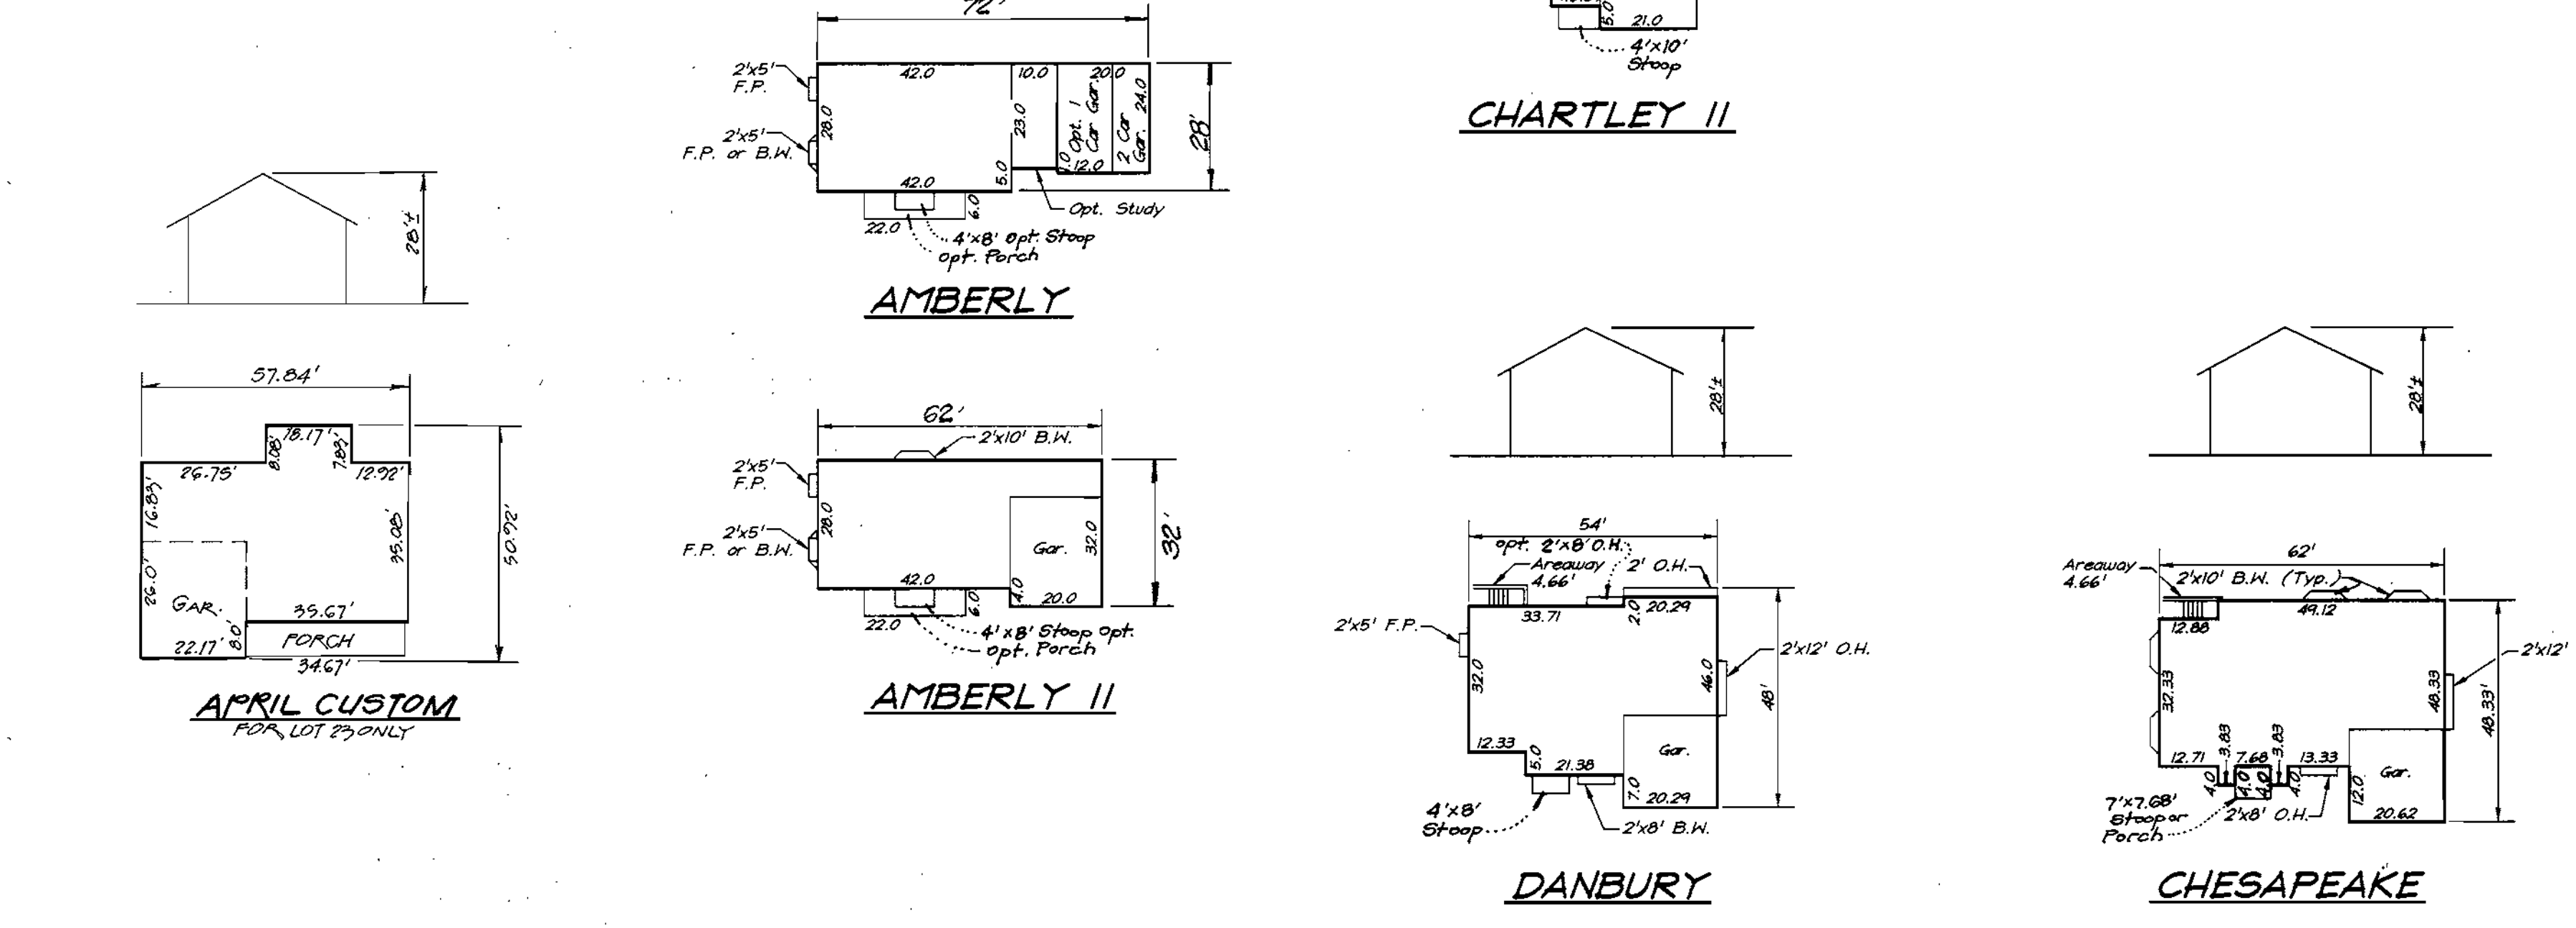 72'
2'x5'
F.P.
2'x5'
F.P. or B.W.
42.0
10.0
20.0
28.0
23.0
Opt. 1
Car Gar.
2 Car
Gar.
24.0
1.0
12.0
28'
42.0
5.0
Opt. Study
22.0
6.0
4'x8' Opt. Stoop
opt. Porch
AMBERLY
5.0
21.0
4'x10'
Stoop
CHARTLEY II
28'±
57.84'
18.17'
8.08'
7.83'
26.75'
12.92'
16.83'
35.08'
50.92'
26.0'
GAR.
8.0'
35.67'
22.17'
PORCH
34.67'
APRIL CUSTOM
FOR LOT 23 ONLY
62'
2'x10' B.W.
2'x5'
F.P.
28.0
2'x5'
F.P. or B.W.
Gar.
32.0
32'
42.0
4.0
20.0
22.0
6.0
4'x8' Stoop Opt.
opt. Porch
AMBERLY II
28'±
54'
opt. 2'x8' O.H.
Areaway
4.66'
2' O.H.
33.71
2.0
20.29
2'x5' F.P.
32.0
46.0
2'x12' O.H.
48'
12.33
5.0
21.38
Gar.
7.0
20.29
4'x8'
Stoop
2'x8' B.W.
DANBURY
28'±
62'
Areaway
4.66'
2'x10' B.W. (Typ.)
12.88
49.12
32.33
48.33
2'x12'
48.33'
12.71
3.83
7.68
3.83
13.33
4.0
4.0
4.0
4.0
12.0
Gar.
20.62
7'x7.68'
Stoop or
Porch
2'x8' O.H.
CHESAPEAKE